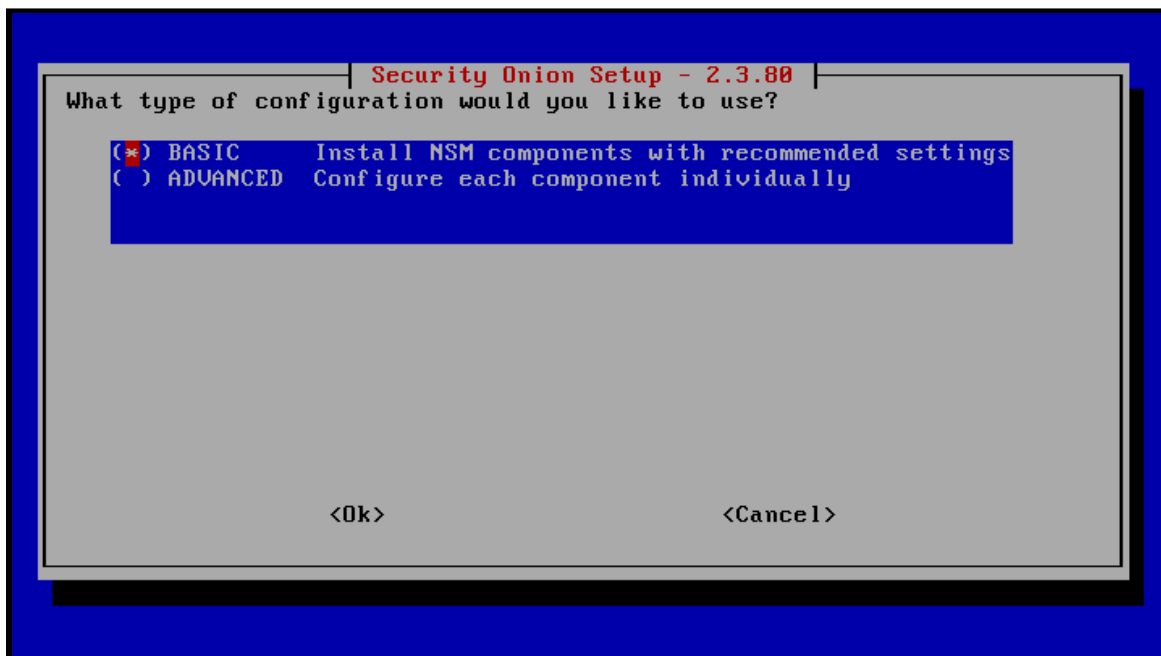 Security Onion Setup - 2.3.80
What type of configuration would you like to use?
(*) BASIC Install NSM components with recommended settings
( ) ADVANCED Configure each component individually
<Ok> <Cancel>